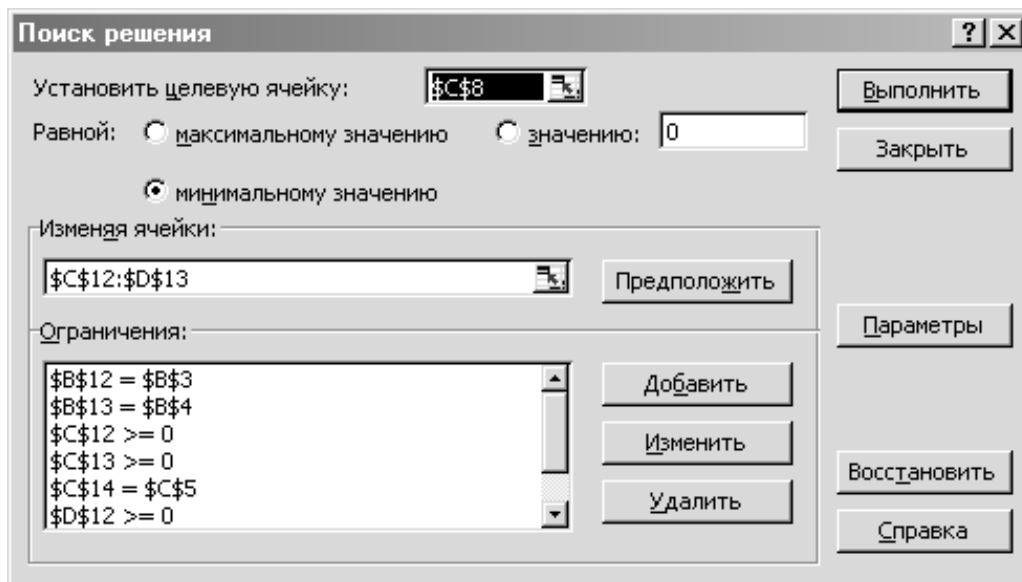 Поиск решения
Установить целевую ячейку: $C$8
Выполнить
Равной: максимальному значению значению: 0
Закрыть
минимальному значению
Изменяя ячейки:
$C$12:$D$13
Предположить
Ограничения:
Параметры
$B$12 = $B$3
$B$13 = $B$4
$C$12 >= 0
$C$13 >= 0
$C$14 = $C$5
$D$12 >= 0
Добавить
Изменить
Удалить
Восстановить
Справка